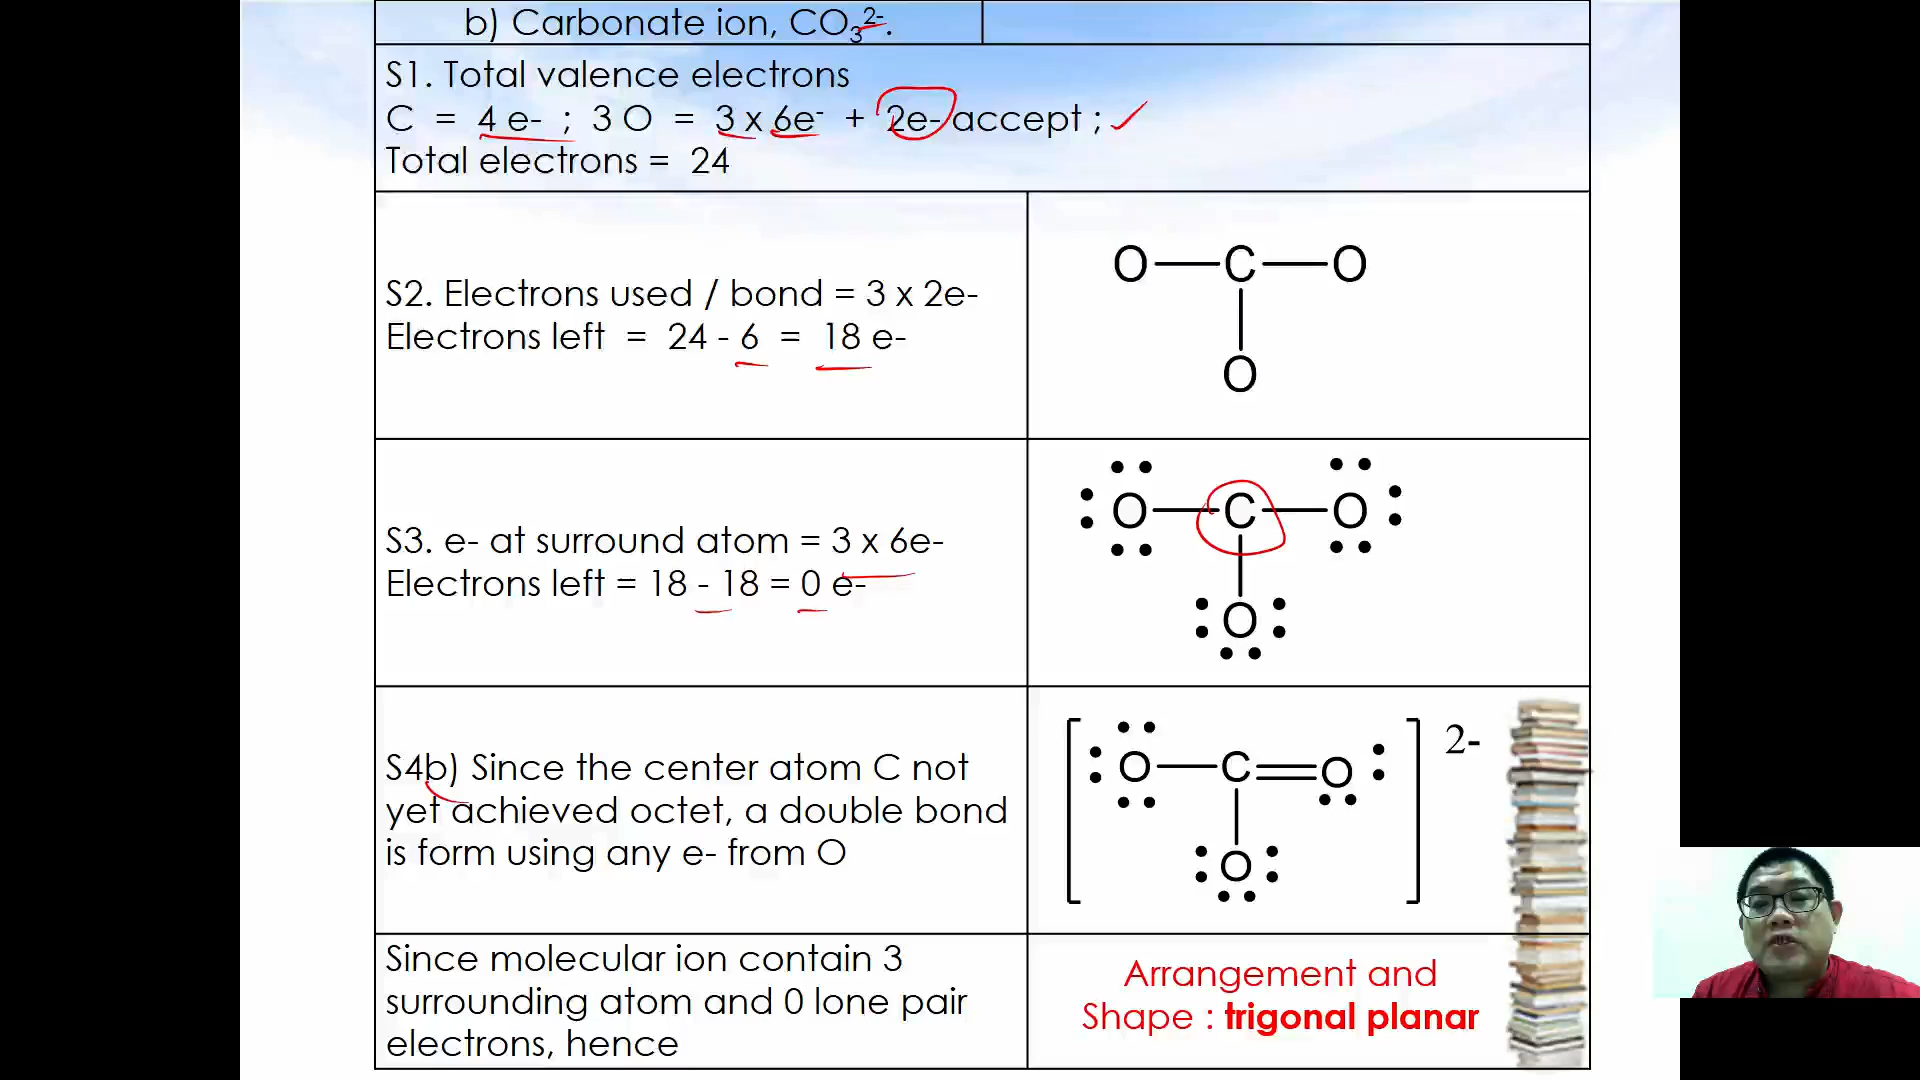 b) Carbonate ion, CO₃²⁻.
S1. Total valence electrons
C = 4 e- ; 3 O = 3 x 6e⁻ + 2e- accept ;
Total electrons = 24
S2. Electrons used / bond = 3 x 2e-
Electrons left = 24 - 6 = 18 e-
O C O
O
S3. e- at surround atom = 3 x 6e-
Electrons left = 18 - 18 = 0 e-
O C O
O
S4b) Since the center atom C not
yet achieved octet, a double bond
is form using any e- from O
2-
O C O
O
Since molecular ion contain 3
surrounding atom and 0 lone pair
electrons, hence
Arrangement and
Shape : trigonal planar